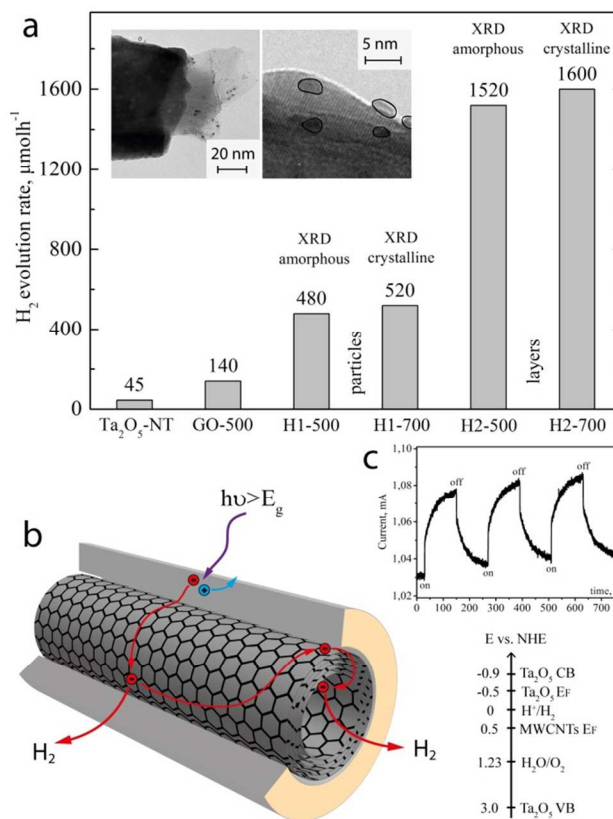 a
XRD
amorphous
XRD
crystalline
1520
1600
5 nm
20 nm
XRD
amorphous
XRD
crystalline
480
520
140
45
particles
layers
H₂ evolution rate, μmolh⁻¹
1600
1400
800
400
0
Ta₂O₅-NT GO-500 H1-500 H1-700 H2-500 H2-700
b
hυ>E_g
H₂
H₂
c
Current, mA
1,10
1,08
1,06
1,04
1,02
off
off
off
on
on
on
0 100 200 300 400 500 600 700
time,
E vs. NHE
-0.9 Ta₂O₅ CB
-0.5 Ta₂O₅ EF
0 H⁺/H₂
0.5 MWCNTs EF
1.23 H₂O/O₂
3.0 Ta₂O₅ VB